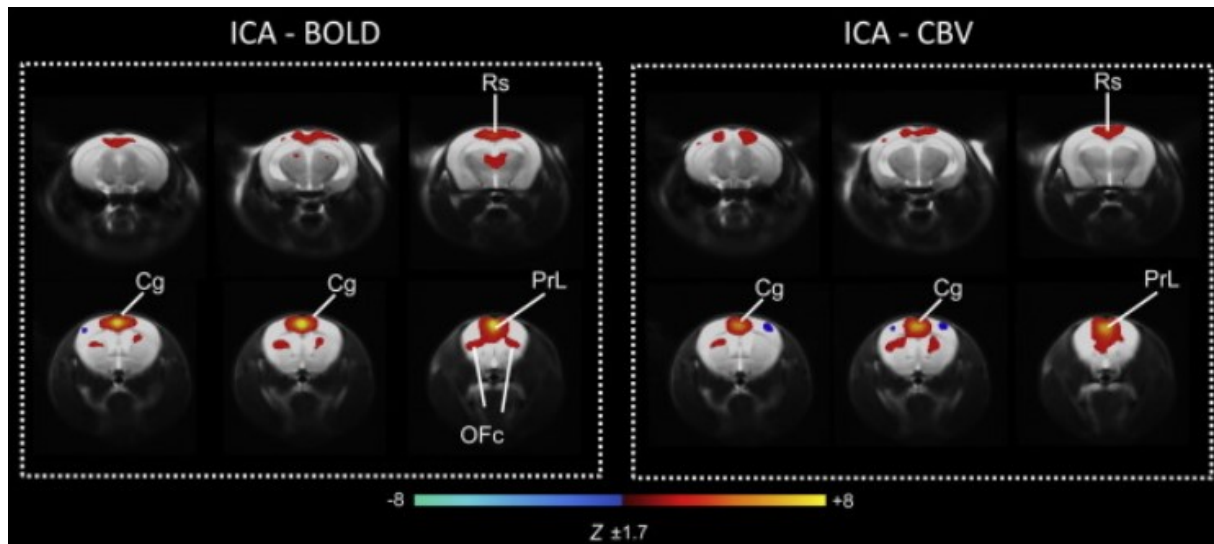 ICA - BOLD
ICA - CBV
Rs
Rs
Cg
Cg
PrL
Cg
Cg
PrL
OFc
-8
+8
Z ±1.7